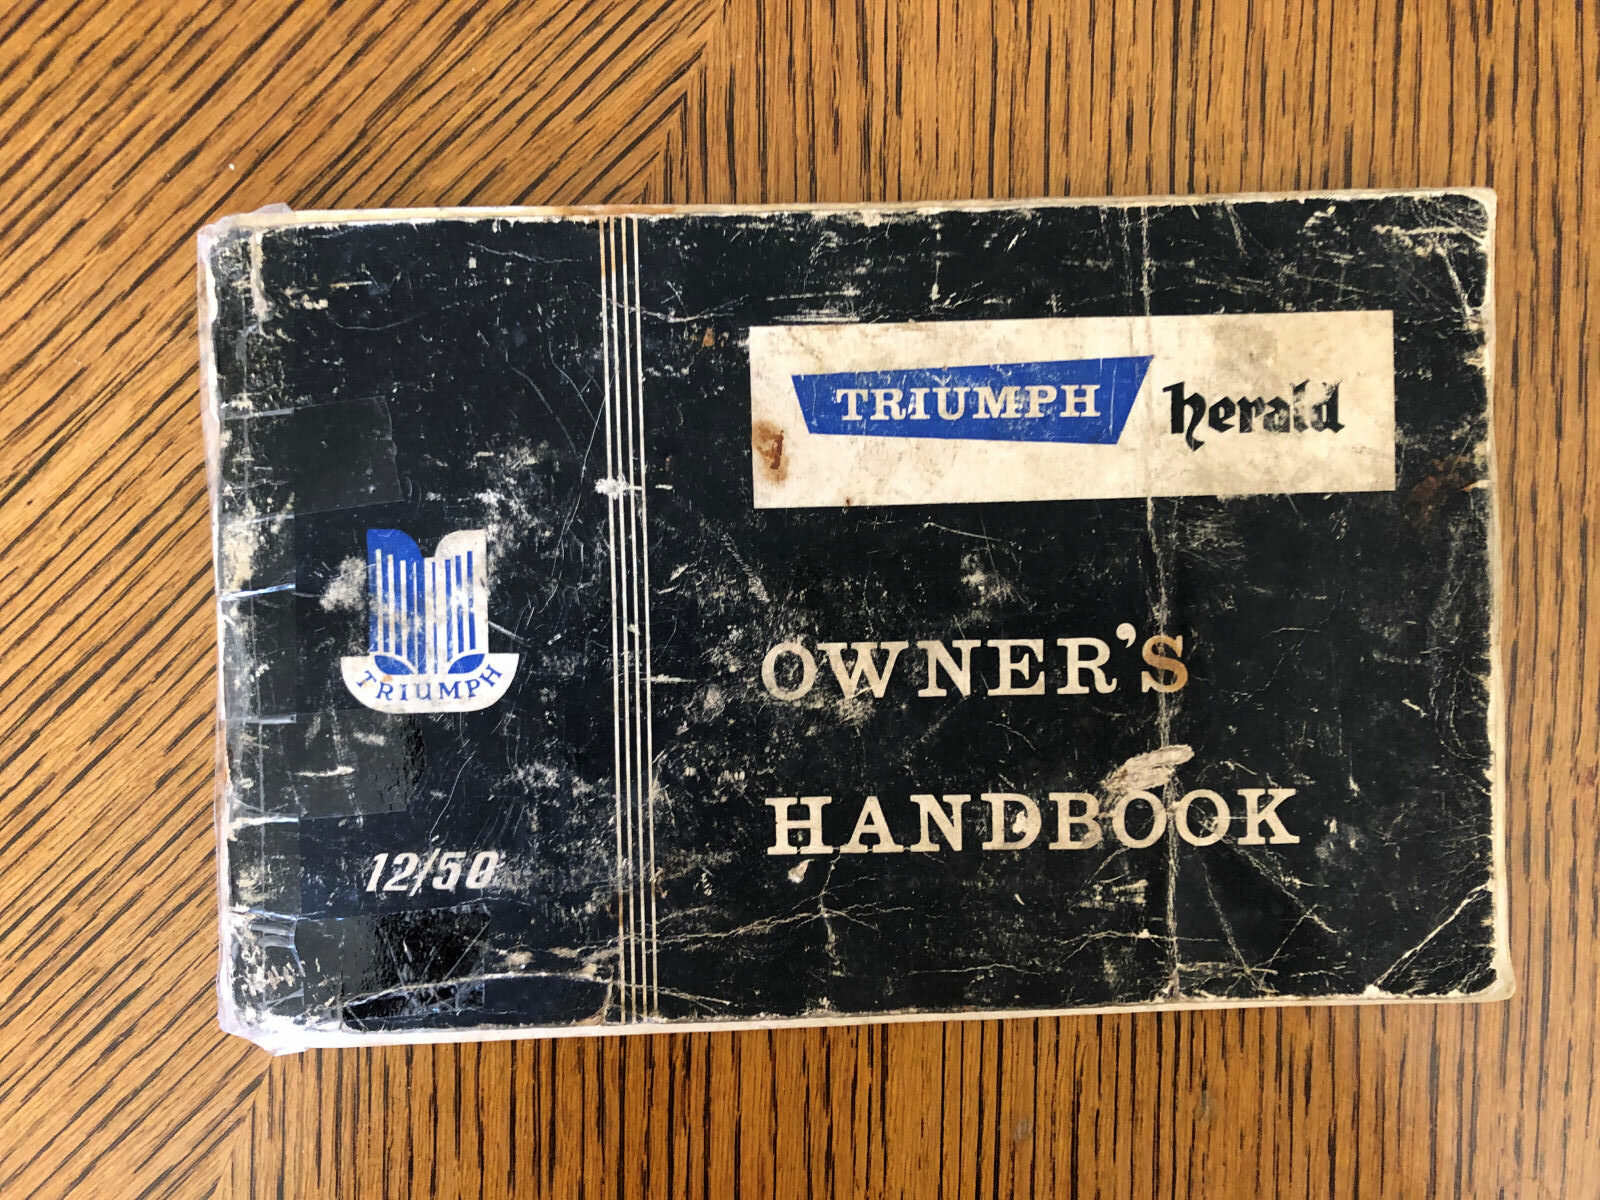 TRIUMPH herald
TRIUMPH
OWNER'S
HANDBOOK
12/50